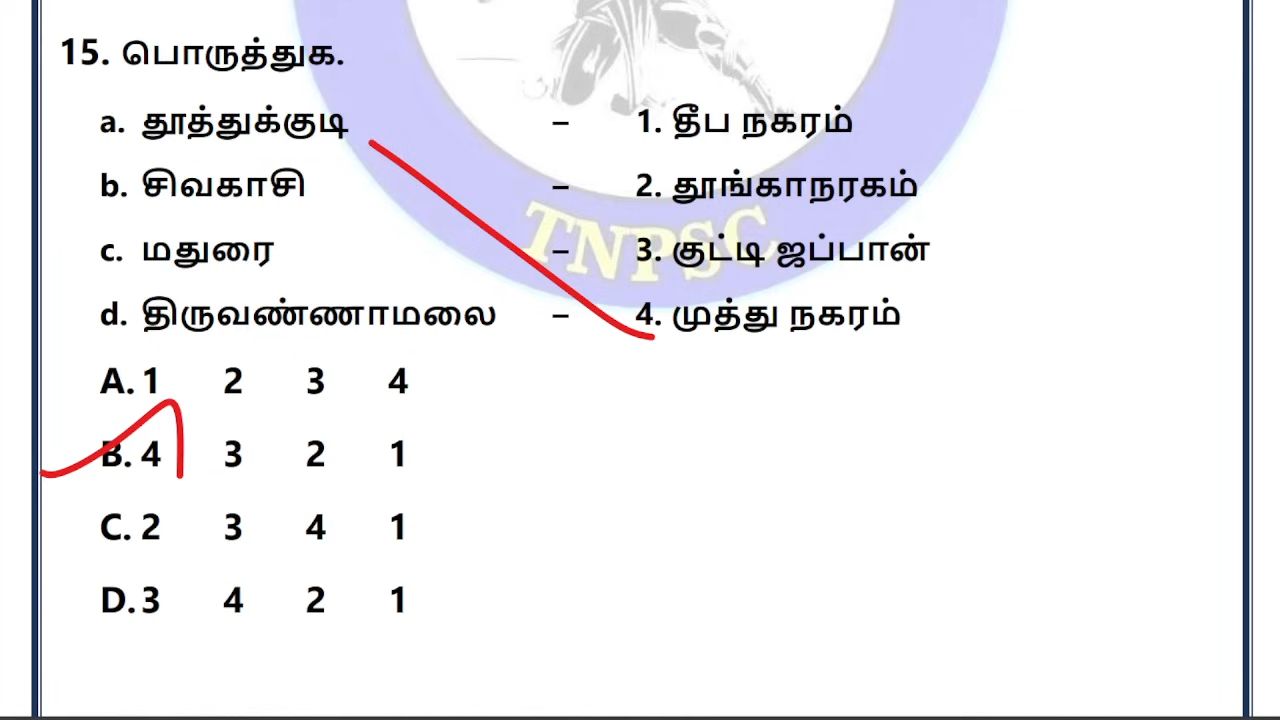 15. பொருத்துக.
a. தூத்துக்குடி – 1. தீப நகரம்
b. சிவகாசி – 2. தூங்காநரகம்
c. மதுரை – 3. குட்டி ஜப்பான்
d. திருவண்ணாமலை – 4. முத்து நகரம்
TNPSC
A. 1 2 3 4
B. 4 3 2 1
C. 2 3 4 1
D. 3 4 2 1